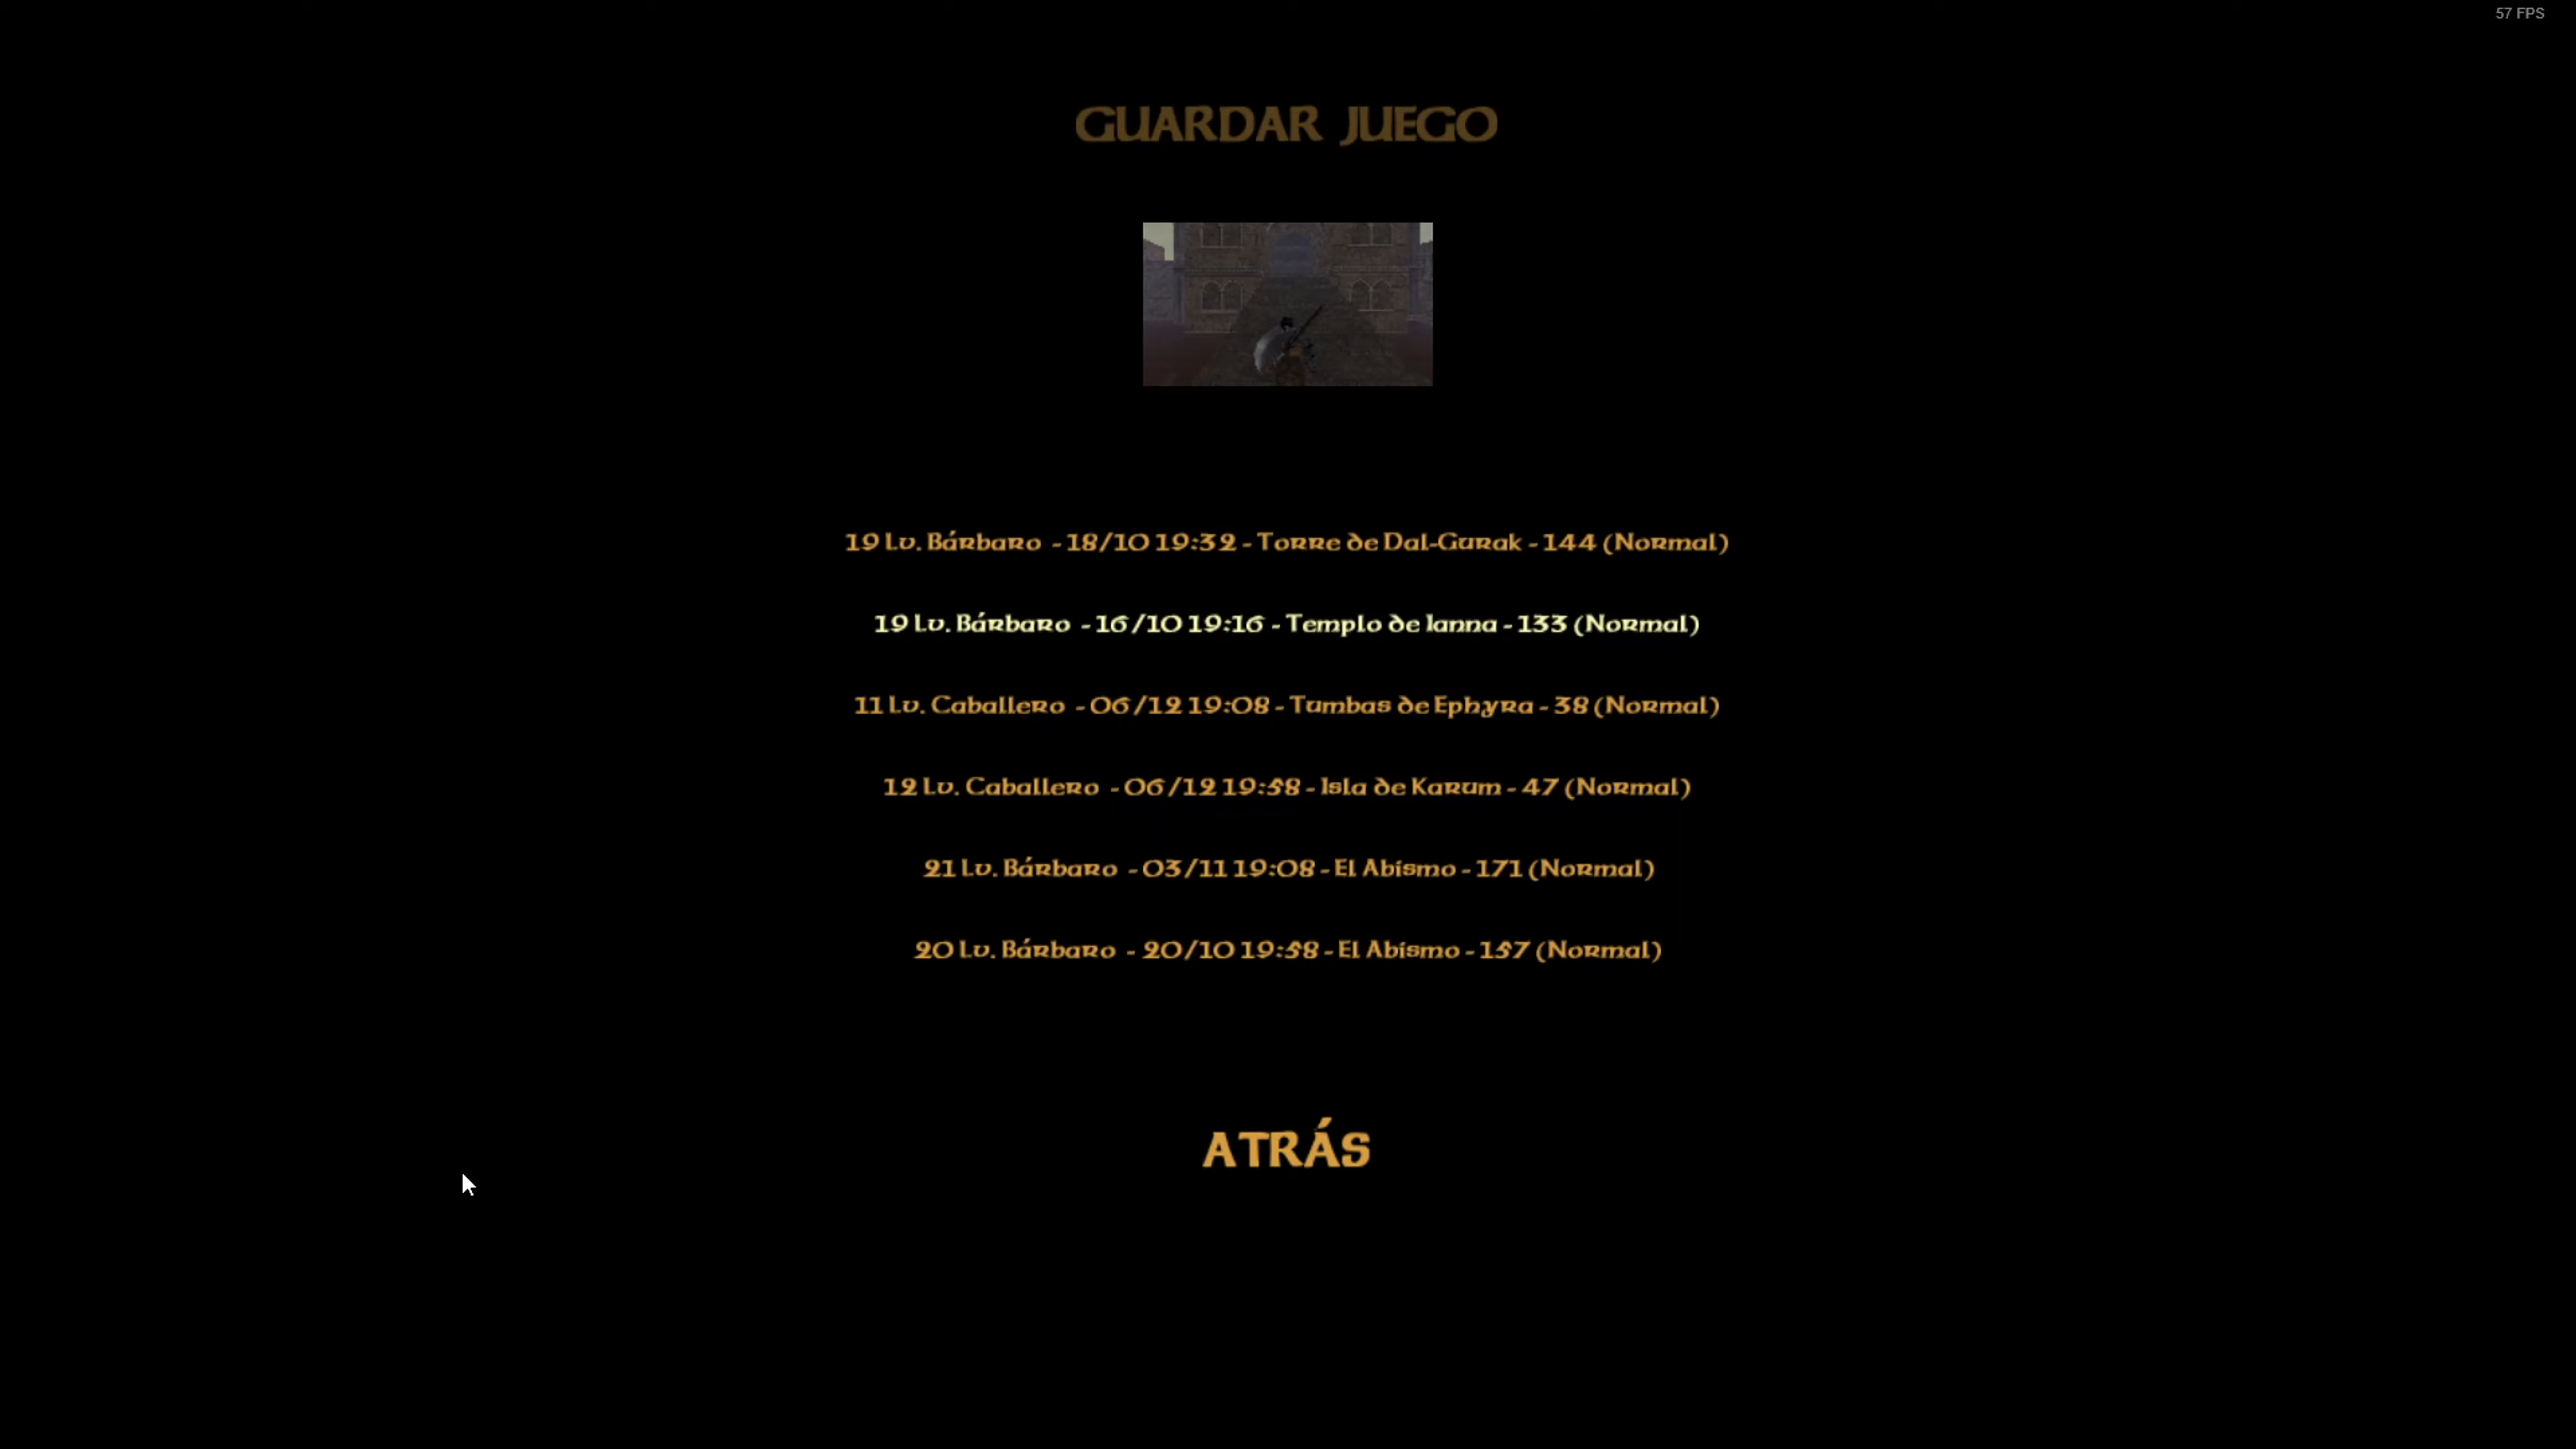 57 FPS
GUARDAR JUEGO
19 Lv. Bárbaro - 18/10 19:32 - Torre de Dal-Gurak - 144 (Normal)
19 Lv. Bárbaro - 16/10 19:16 - Templo de Ianna - 133 (Normal)
11 Lv. Caballero - 06/12 19:08 - Tumbas de Ephyra - 38 (Normal)
12 Lv. Caballero - 06/12 19:58 - Isla de Karum - 47 (Normal)
21 Lv. Bárbaro - 03/11 19:08 - El Abismo - 171 (Normal)
20 Lv. Bárbaro - 20/10 19:58 - El Abismo - 157 (Normal)
ATRÁS